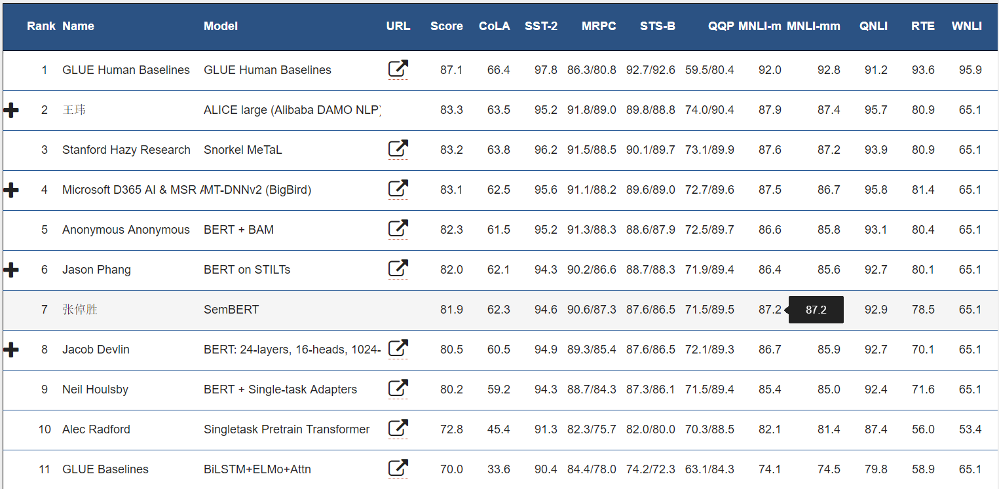 Rank Name Model URL Score CoLA SST-2 MRPC STS-B QQP MNLI-m MNLI-mm QNLI RTE WNLI
1 GLUE Human Baselines GLUE Human Baselines 87.1 66.4 97.8 86.3/80.8 92.7/92.6 59.5/80.4 92.0 92.8 91.2 93.6 95.9
2 王玮 ALICE large (Alibaba DAMO NLP) 83.3 63.5 95.2 91.8/89.0 89.8/88.8 74.0/90.4 87.9 87.4 95.7 80.9 65.1
3 Stanford Hazy Research Snorkel MeTaL 83.2 63.8 96.2 91.5/88.5 90.1/89.7 73.1/89.9 87.6 87.2 93.9 80.9 65.1
4 Microsoft D365 AI & MSR A MT-DNNv2 (BigBird) 83.1 62.5 95.6 91.1/88.2 89.6/89.0 72.7/89.6 87.5 86.7 95.8 81.4 65.1
5 Anonymous Anonymous BERT + BAM 82.3 61.5 95.2 91.3/88.3 88.6/87.9 72.5/89.7 86.6 85.8 93.1 80.4 65.1
6 Jason Phang BERT on STILTs 82.0 62.1 94.3 90.2/86.6 88.7/88.3 71.9/89.4 86.4 85.6 92.7 80.1 65.1
7 张倬胜 SemBERT 81.9 62.3 94.6 90.6/87.3 87.6/86.5 71.5/89.5 87.2 87.2 92.9 78.5 65.1
8 Jacob Devlin BERT: 24-layers, 16-heads, 1024- 80.5 60.5 94.9 89.3/85.4 87.6/86.5 72.1/89.3 86.7 85.9 92.7 70.1 65.1
9 Neil Houlsby BERT + Single-task Adapters 80.2 59.2 94.3 88.7/84.3 87.3/86.1 71.5/89.4 85.4 85.0 92.4 71.6 65.1
10 Alec Radford Singletask Pretrain Transformer 72.8 45.4 91.3 82.3/75.7 82.0/80.0 70.3/88.5 82.1 81.4 87.4 56.0 53.4
11 GLUE Baselines BiLSTM+ELMo+Attn 70.0 33.6 90.4 84.4/78.0 74.2/72.3 63.1/84.3 74.1 74.5 79.8 58.9 65.1